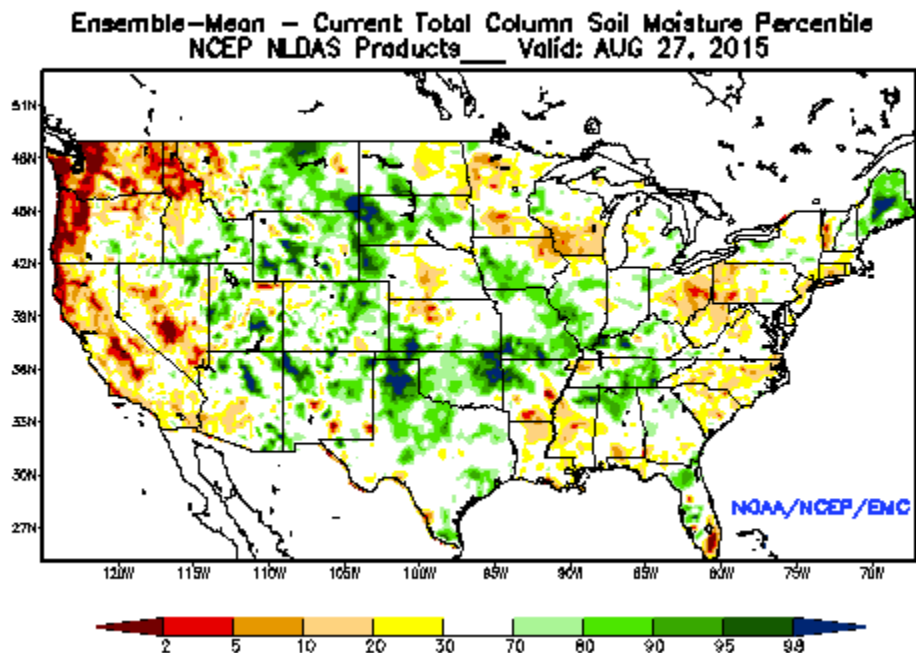 Ensemble-Mean - Current Total Column Soil Moisture Percentile
NCEP NLDAS Products___ Valid: AUG 27, 2015
51N
48N
45N
42N
39N
36N
33N
30N
27N
NOAA/NCEP/EMC
120W 115W 110W 105W 100W 95W 90W 85W 80W 75W 70W
2 5 10 20 30 70 80 90 95 98